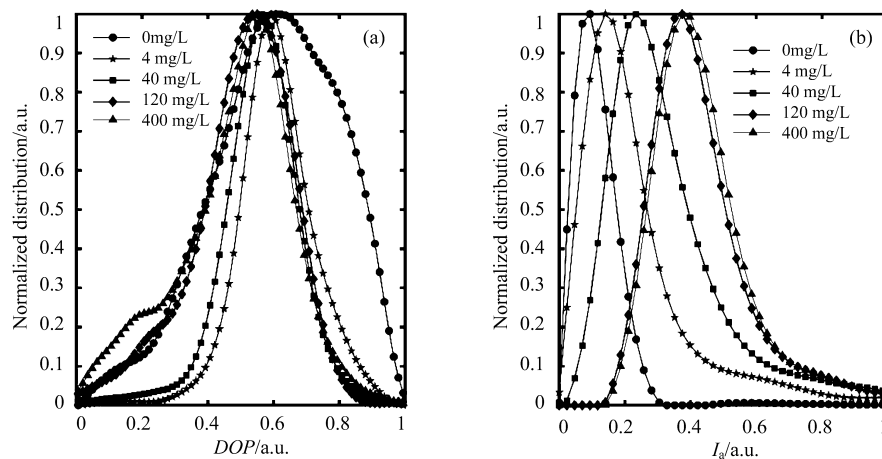 (a)
0mg/L
4 mg/L
40 mg/L
120 mg/L
400 mg/L
Normalized distribution/a.u.
1
0.9
0.8
0.7
0.6
0.5
0.4
0.3
0.2
0.1
0
0 0.2 0.4 0.6 0.8 1
DOP/a.u.
(b)
0mg/L
4 mg/L
40 mg/L
120 mg/L
400 mg/L
Normalized distribution/a.u.
1
0.9
0.8
0.7
0.6
0.5
0.4
0.3
0.2
0.1
0
0 0.2 0.4 0.6 0.8 1
Ia/a.u.